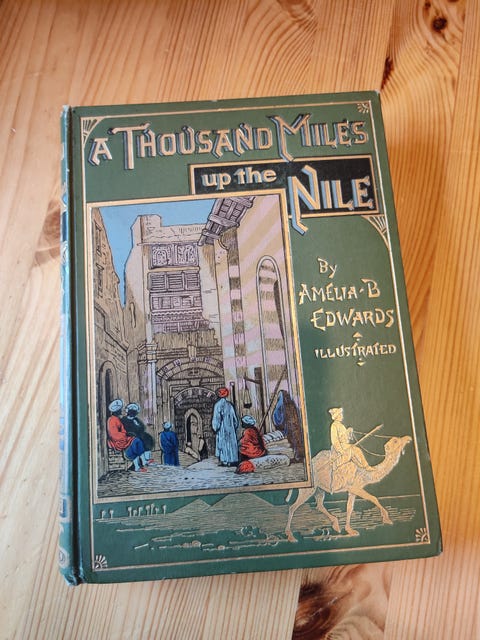 A THOUSAND MILES
up the NILE
By
AMELIA-B
EDWARDS
ILLUSTRATED